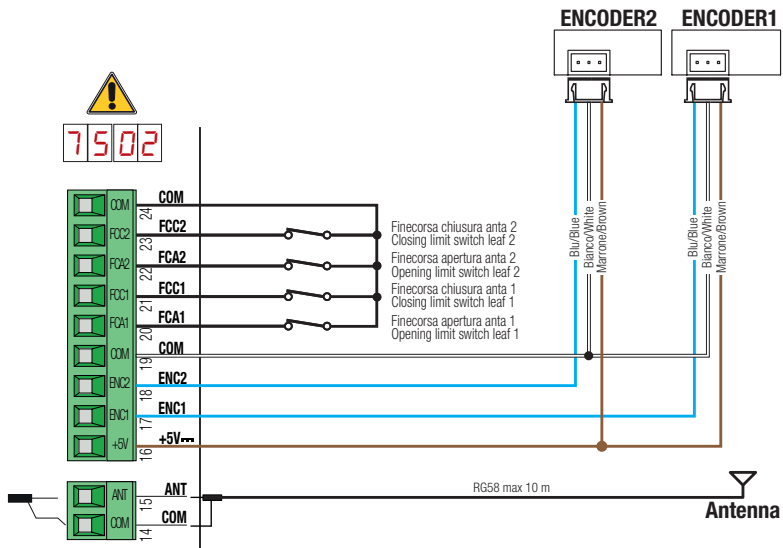 ENCODER2
ENCODER1
7502
Blu/Blue
Bianco/White
Marrone/Brown
Blu/Blue
Bianco/White
Marrone/Brown
COM
24
COM
FCC2
23
FCC2
Finecorsa chiusura anta 2
Closing limit switch leaf 2
FCA2
22
FCA2
Finecorsa apertura anta 2
Opening limit switch leaf 2
FCC1
21
FCC1
Finecorsa chiusura anta 1
Closing limit switch leaf 1
FCA1
20
FCA1
Finecorsa apertura anta 1
Opening limit switch leaf 1
COM
19
COM
ENC2
18
ENC2
ENC1
17
ENC1
+5V
16
+5V
ANT
15
ANT
RG58 max 10 m
Antenna
COM
14
COM